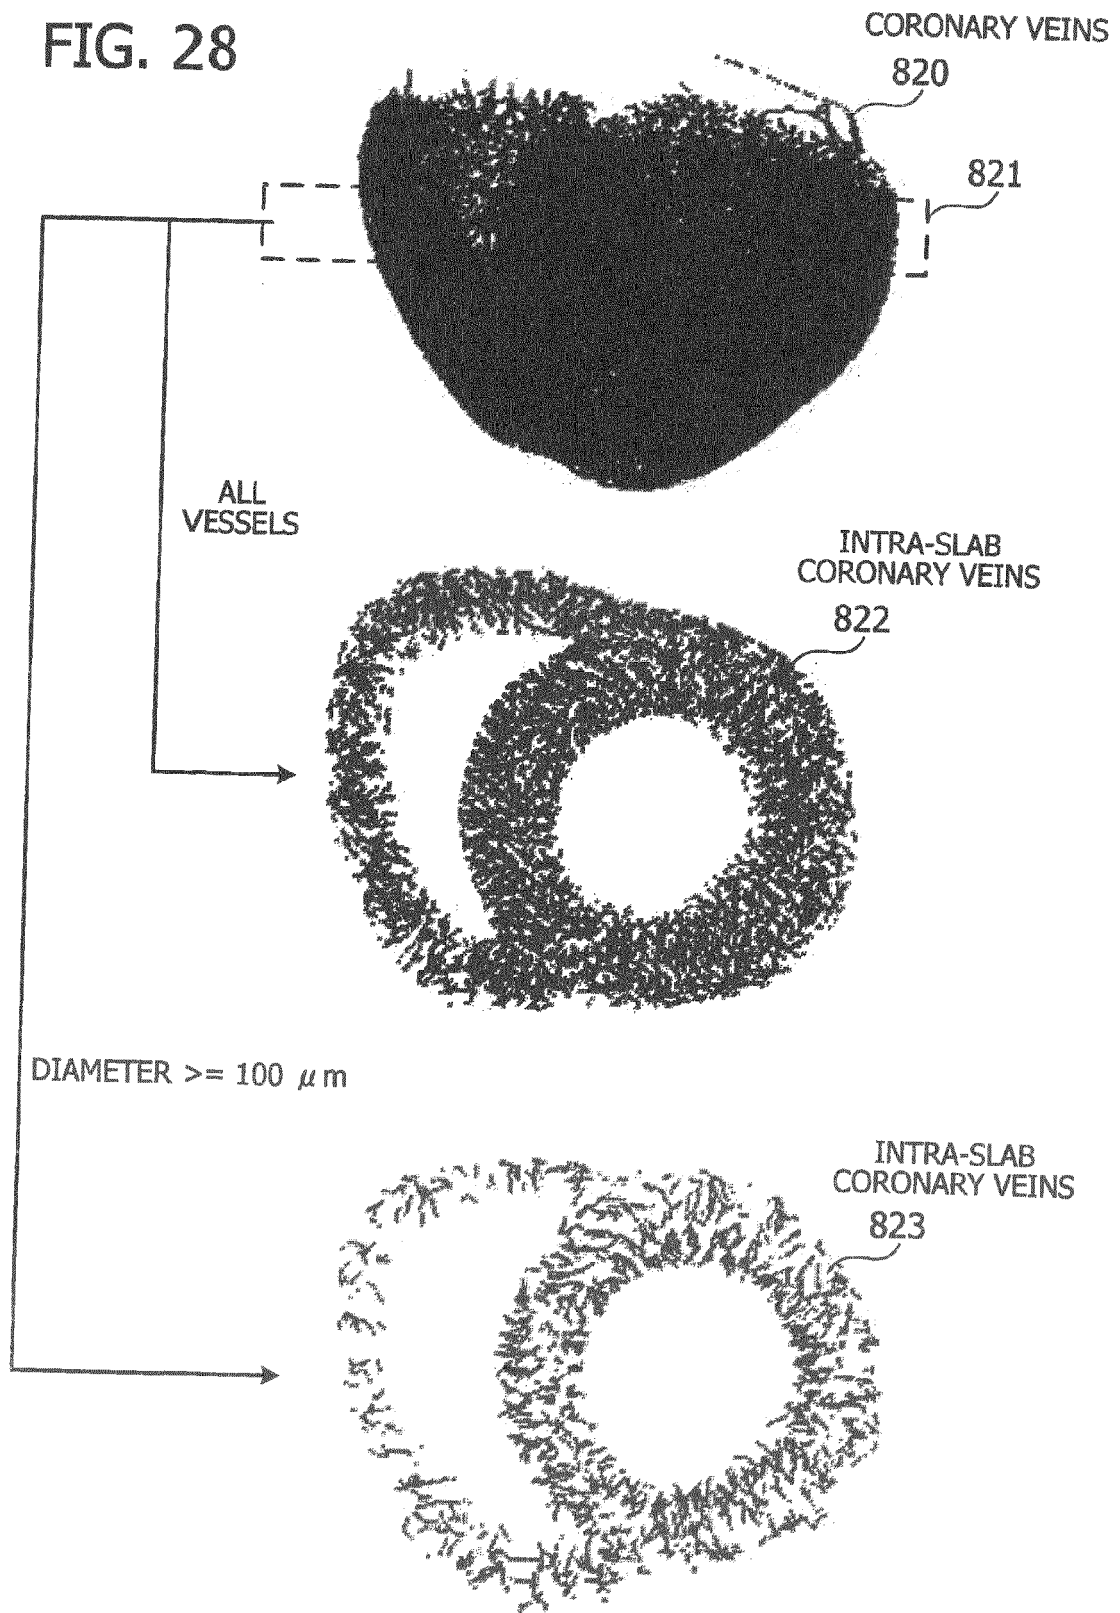 FIG. 28
CORONARY VEINS
820
821
ALL
VESSELS
INTRA-SLAB
CORONARY VEINS
822
DIAMETER >= 100 μm
INTRA-SLAB
CORONARY VEINS
823